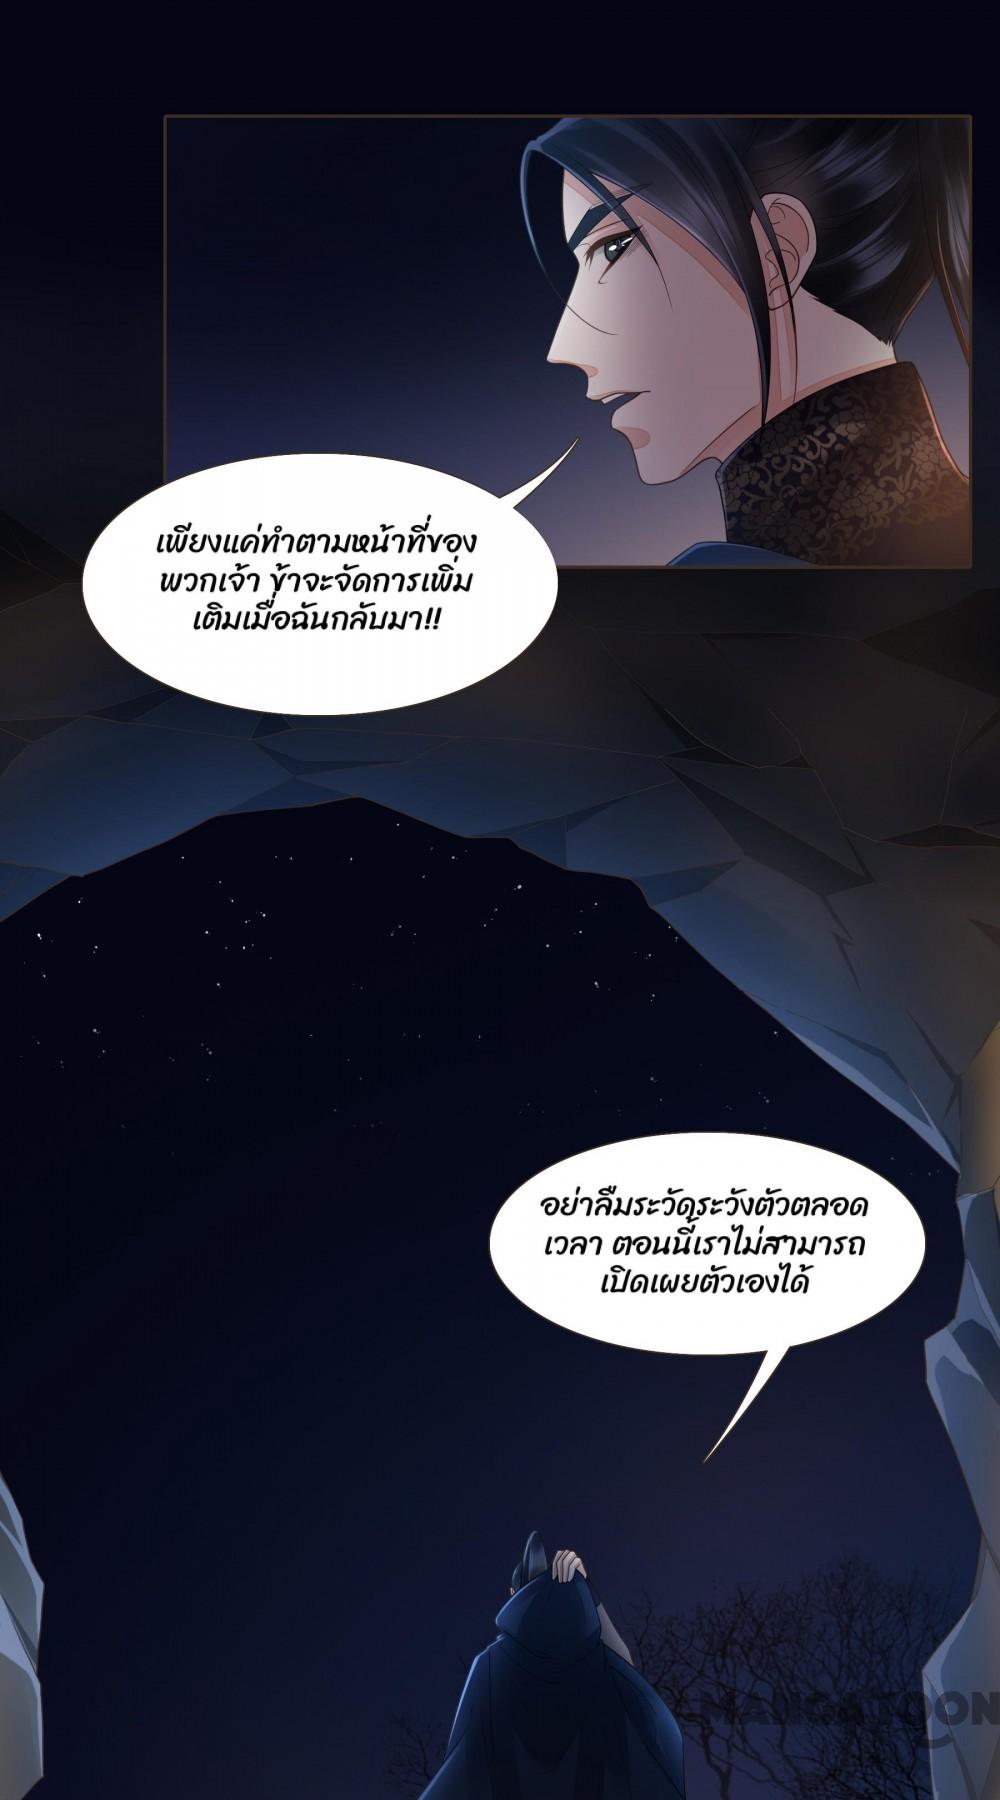 เพียงแค่ทำตามหน้าที่ของ
พวกเจ้า ข้าจะจัดการเพิ่ม
เติมเมื่อฉันกลับมา!!
อย่าลืมระวัดระวังตัวตลอด
เวลา ตอนนี้เราไม่สามารถ
เปิดเผยตัวเองได้
MANGATOON